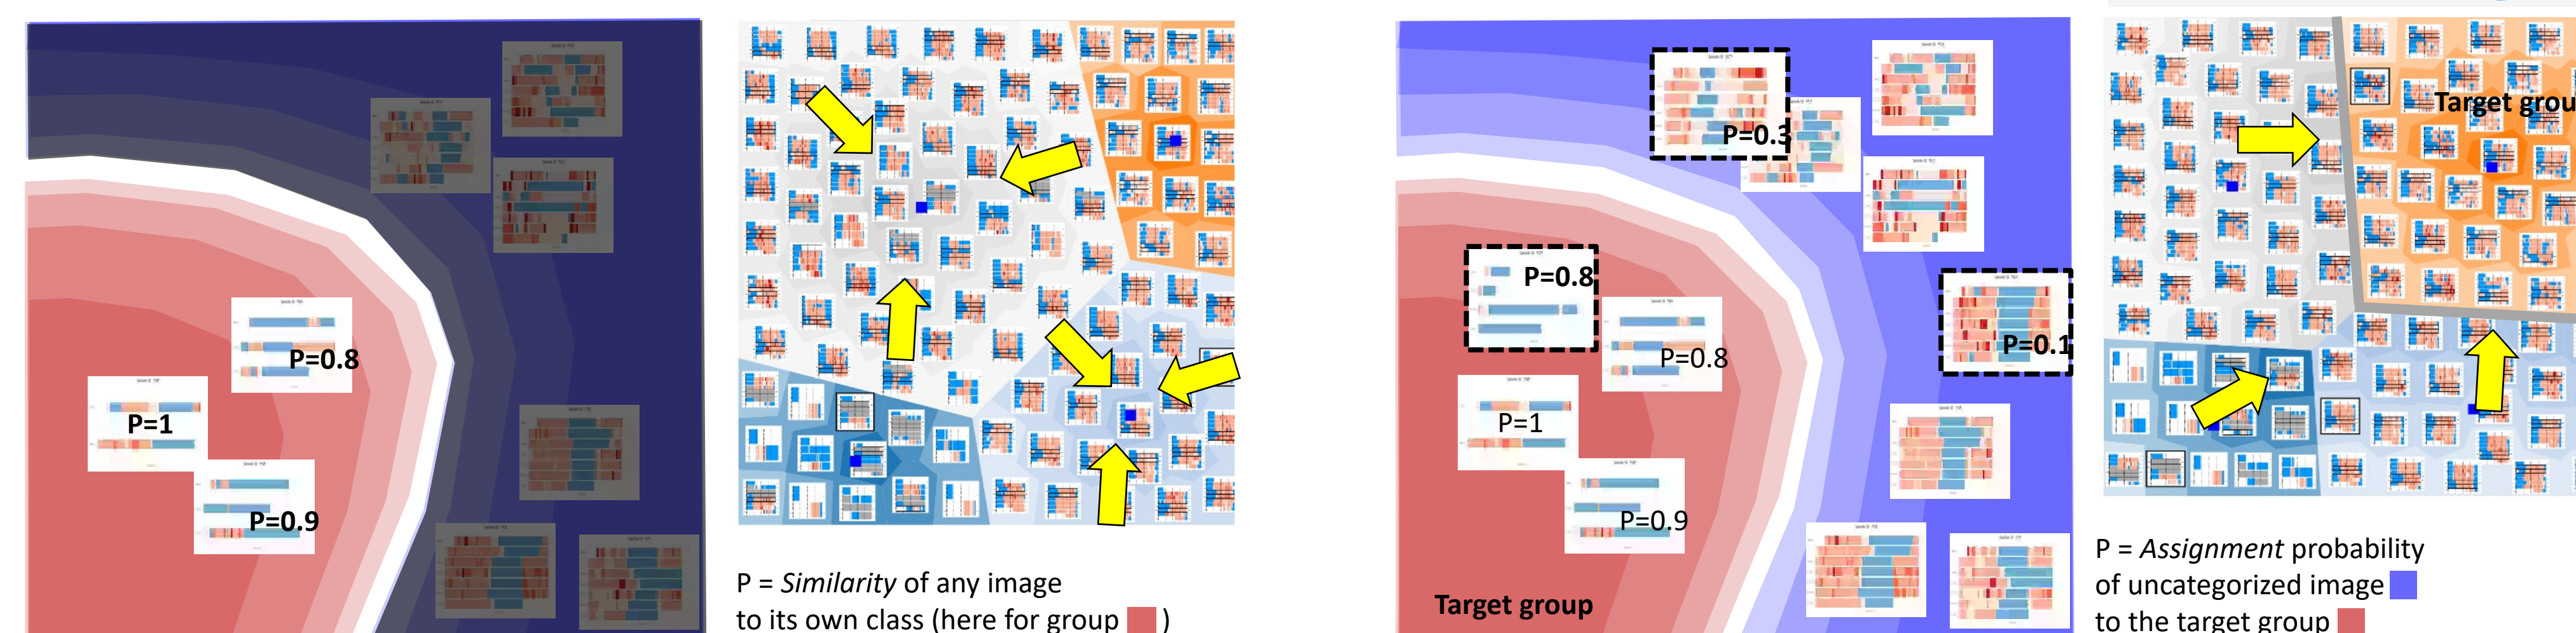 P=0.8
P=1
P=0.9
P = Similarity of any image
to its own class (here for group )
P=0.3
P=0.8
P=0.8
P=0.1
P=1
P=0.9
Target group
Target grou
P = Assignment probability
of uncategorized image
to the target group